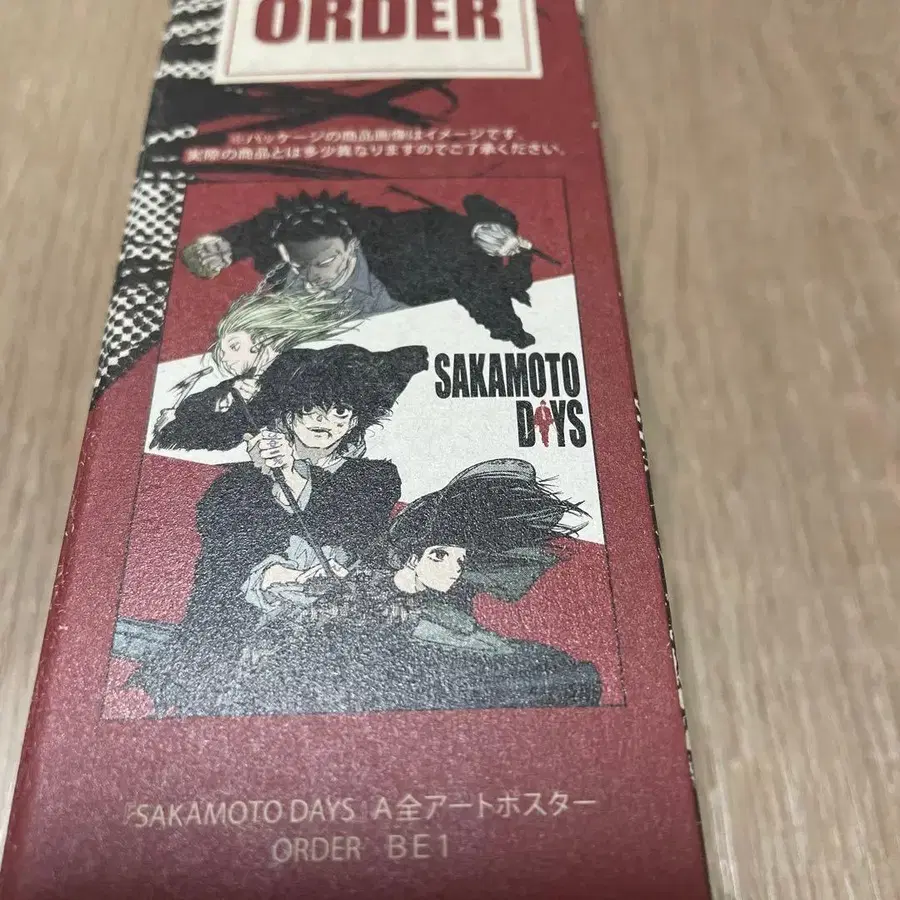 ORDER
※パッケージの商品画像はイメージです。
実際の商品とは多少異なりますのでご了承ください。
SAKAMOTO
DAYS
SAKAMOTO DAYS A全アートポスター
ORDER BE1